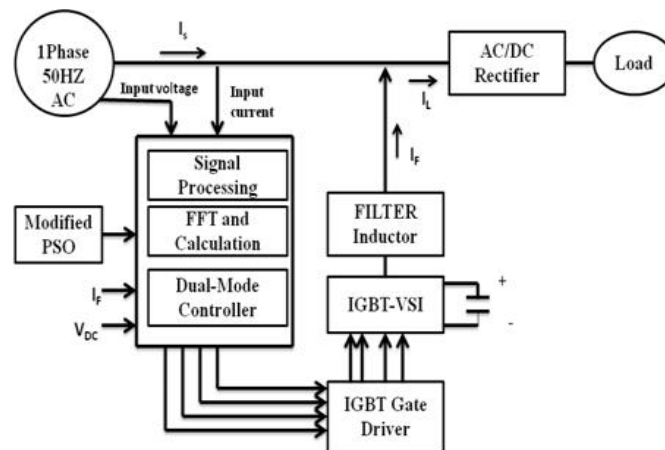 1Phase
50HZ
AC
Is
AC/DC
Rectifier
Load
IL
Input voltage
Input
current
IF
Signal
Processing
FFT and
Calculation
Dual-Mode
Controller
Modified
PSO
IF
VDC
FILTER
Inductor
IGBT-VSI
+
-
IGBT Gate
Driver